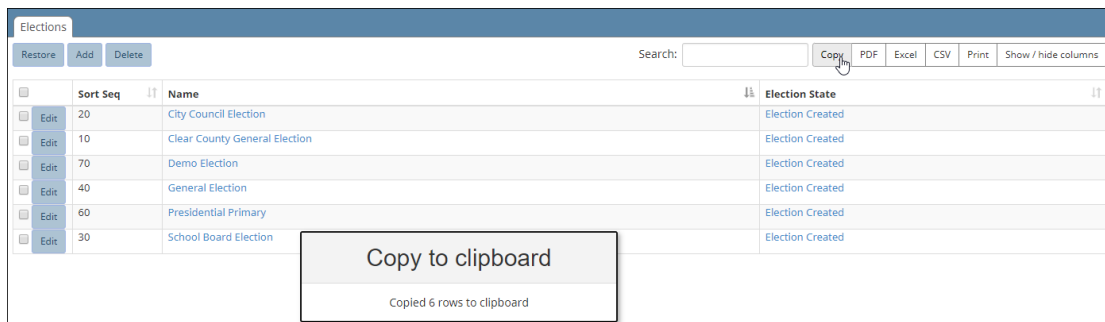 Elections
Restore Add Delete Search: Copy PDF Excel CSV Print Show / hide columns
Sort Seq Name Election State
Edit 20 City Council Election Election Created
Edit 10 Clear County General Election Election Created
Edit 70 Demo Election Election Created
Edit 40 General Election Election Created
Edit 60 Presidential Primary Election Created
Edit 30 School Board Election Election Created
Copy to clipboard
Copied 6 rows to clipboard